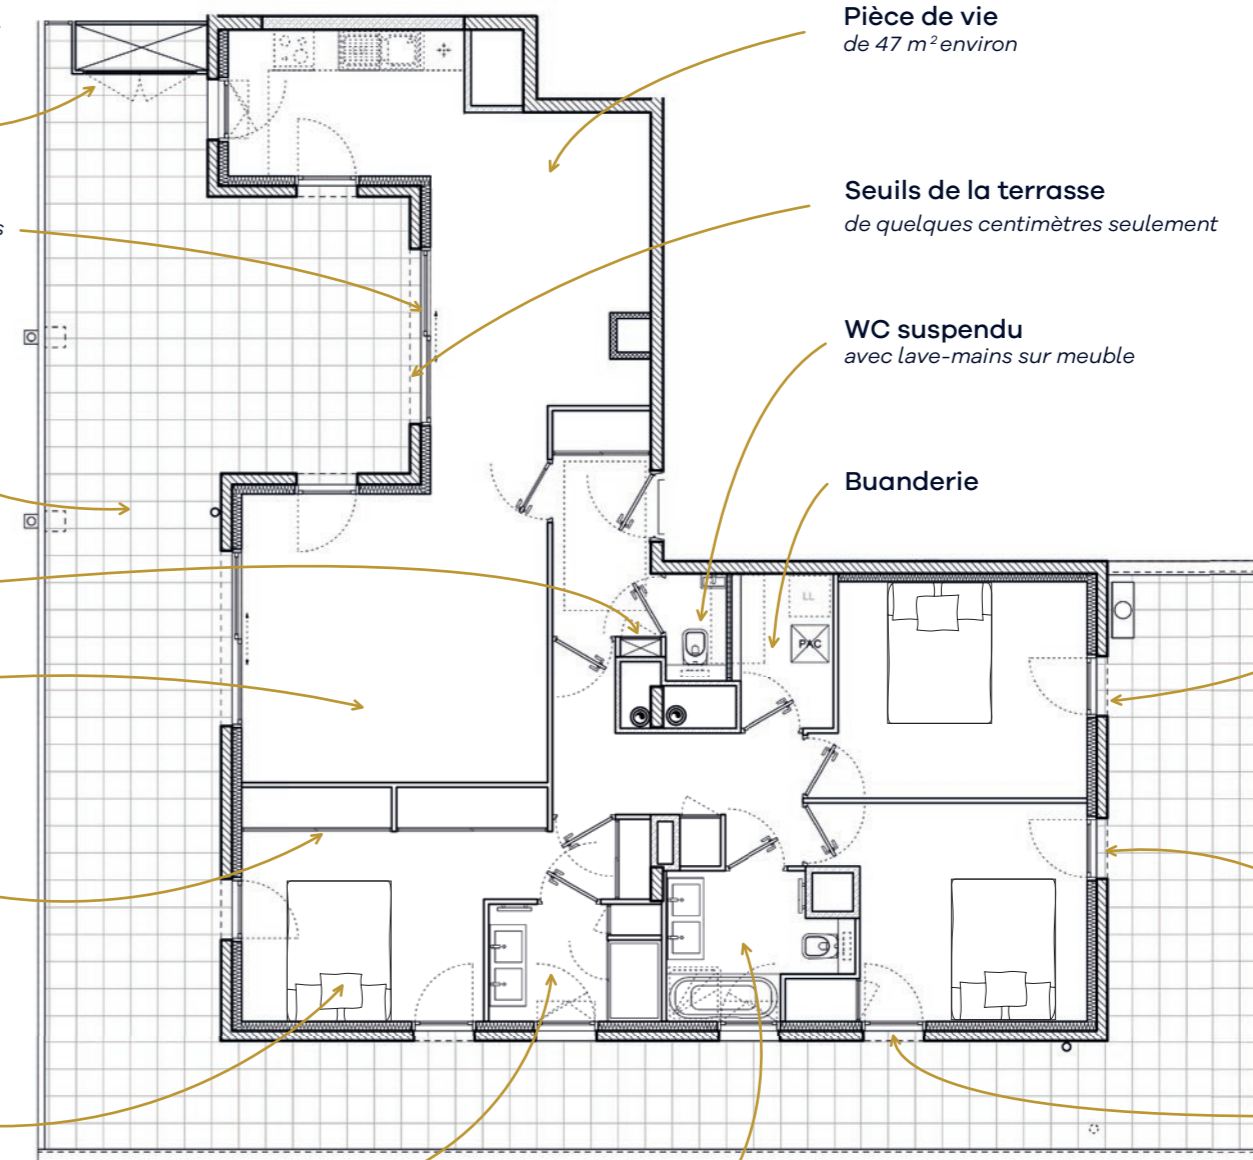 Pièce de vie
de 47 m² environ
Seuils de la terrasse
de quelques centimètres seulement
s
WC suspendu
avec lave-mains sur meuble
Buanderie
LL
PAC